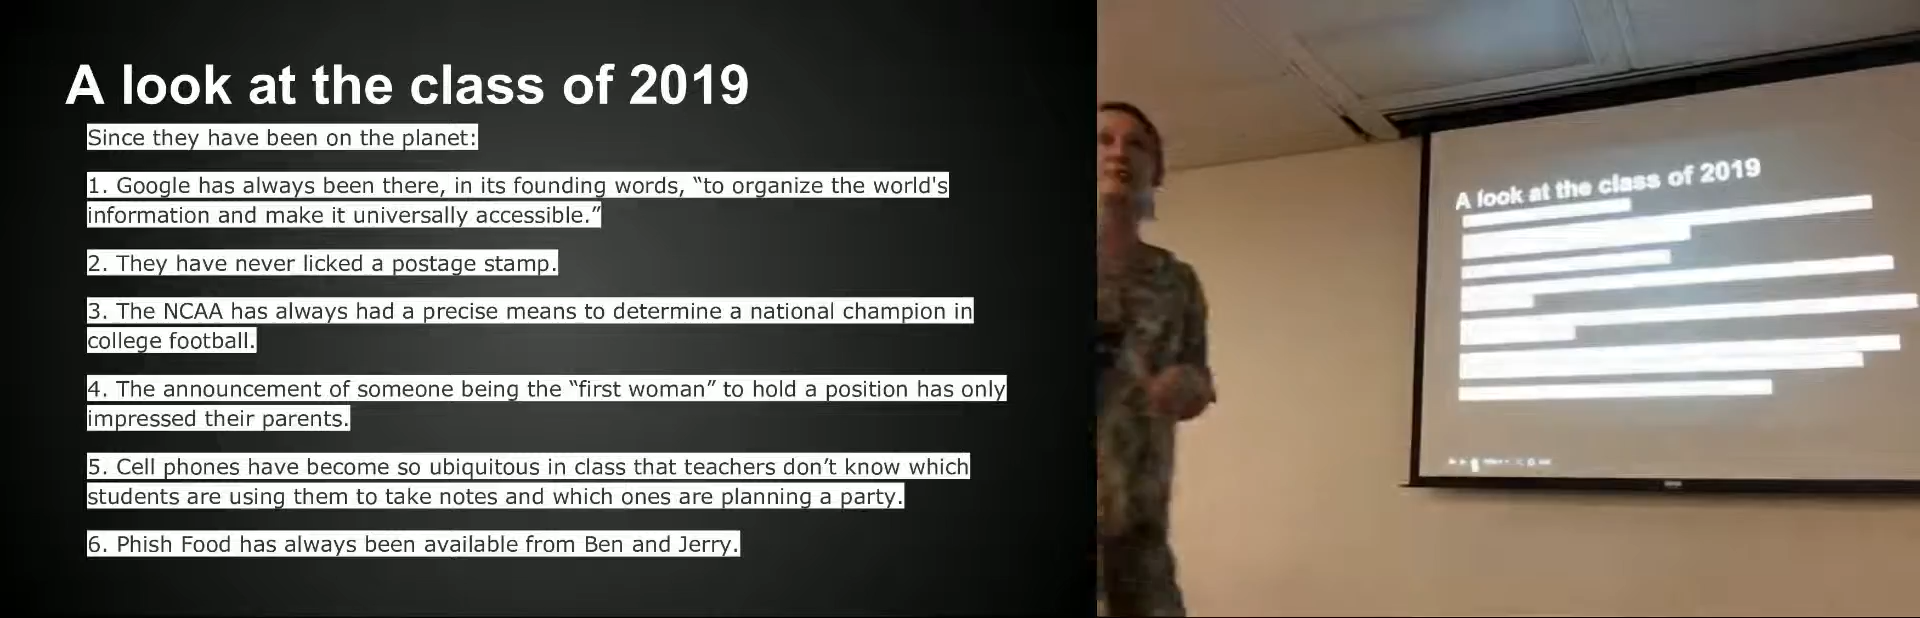 A look at the class of 2019
Since they have been on the planet:
1. Google has always been there, in its founding words, “to organize the world's
information and make it universally accessible.”
2. They have never licked a postage stamp.
3. The NCAA has always had a precise means to determine a national champion in
college football.
4. The announcement of someone being the “first woman” to hold a position has only
impressed their parents.
5. Cell phones have become so ubiquitous in class that teachers don’t know which
students are using them to take notes and which ones are planning a party.
6. Phish Food has always been available from Ben and Jerry.
A look at the class of 2019